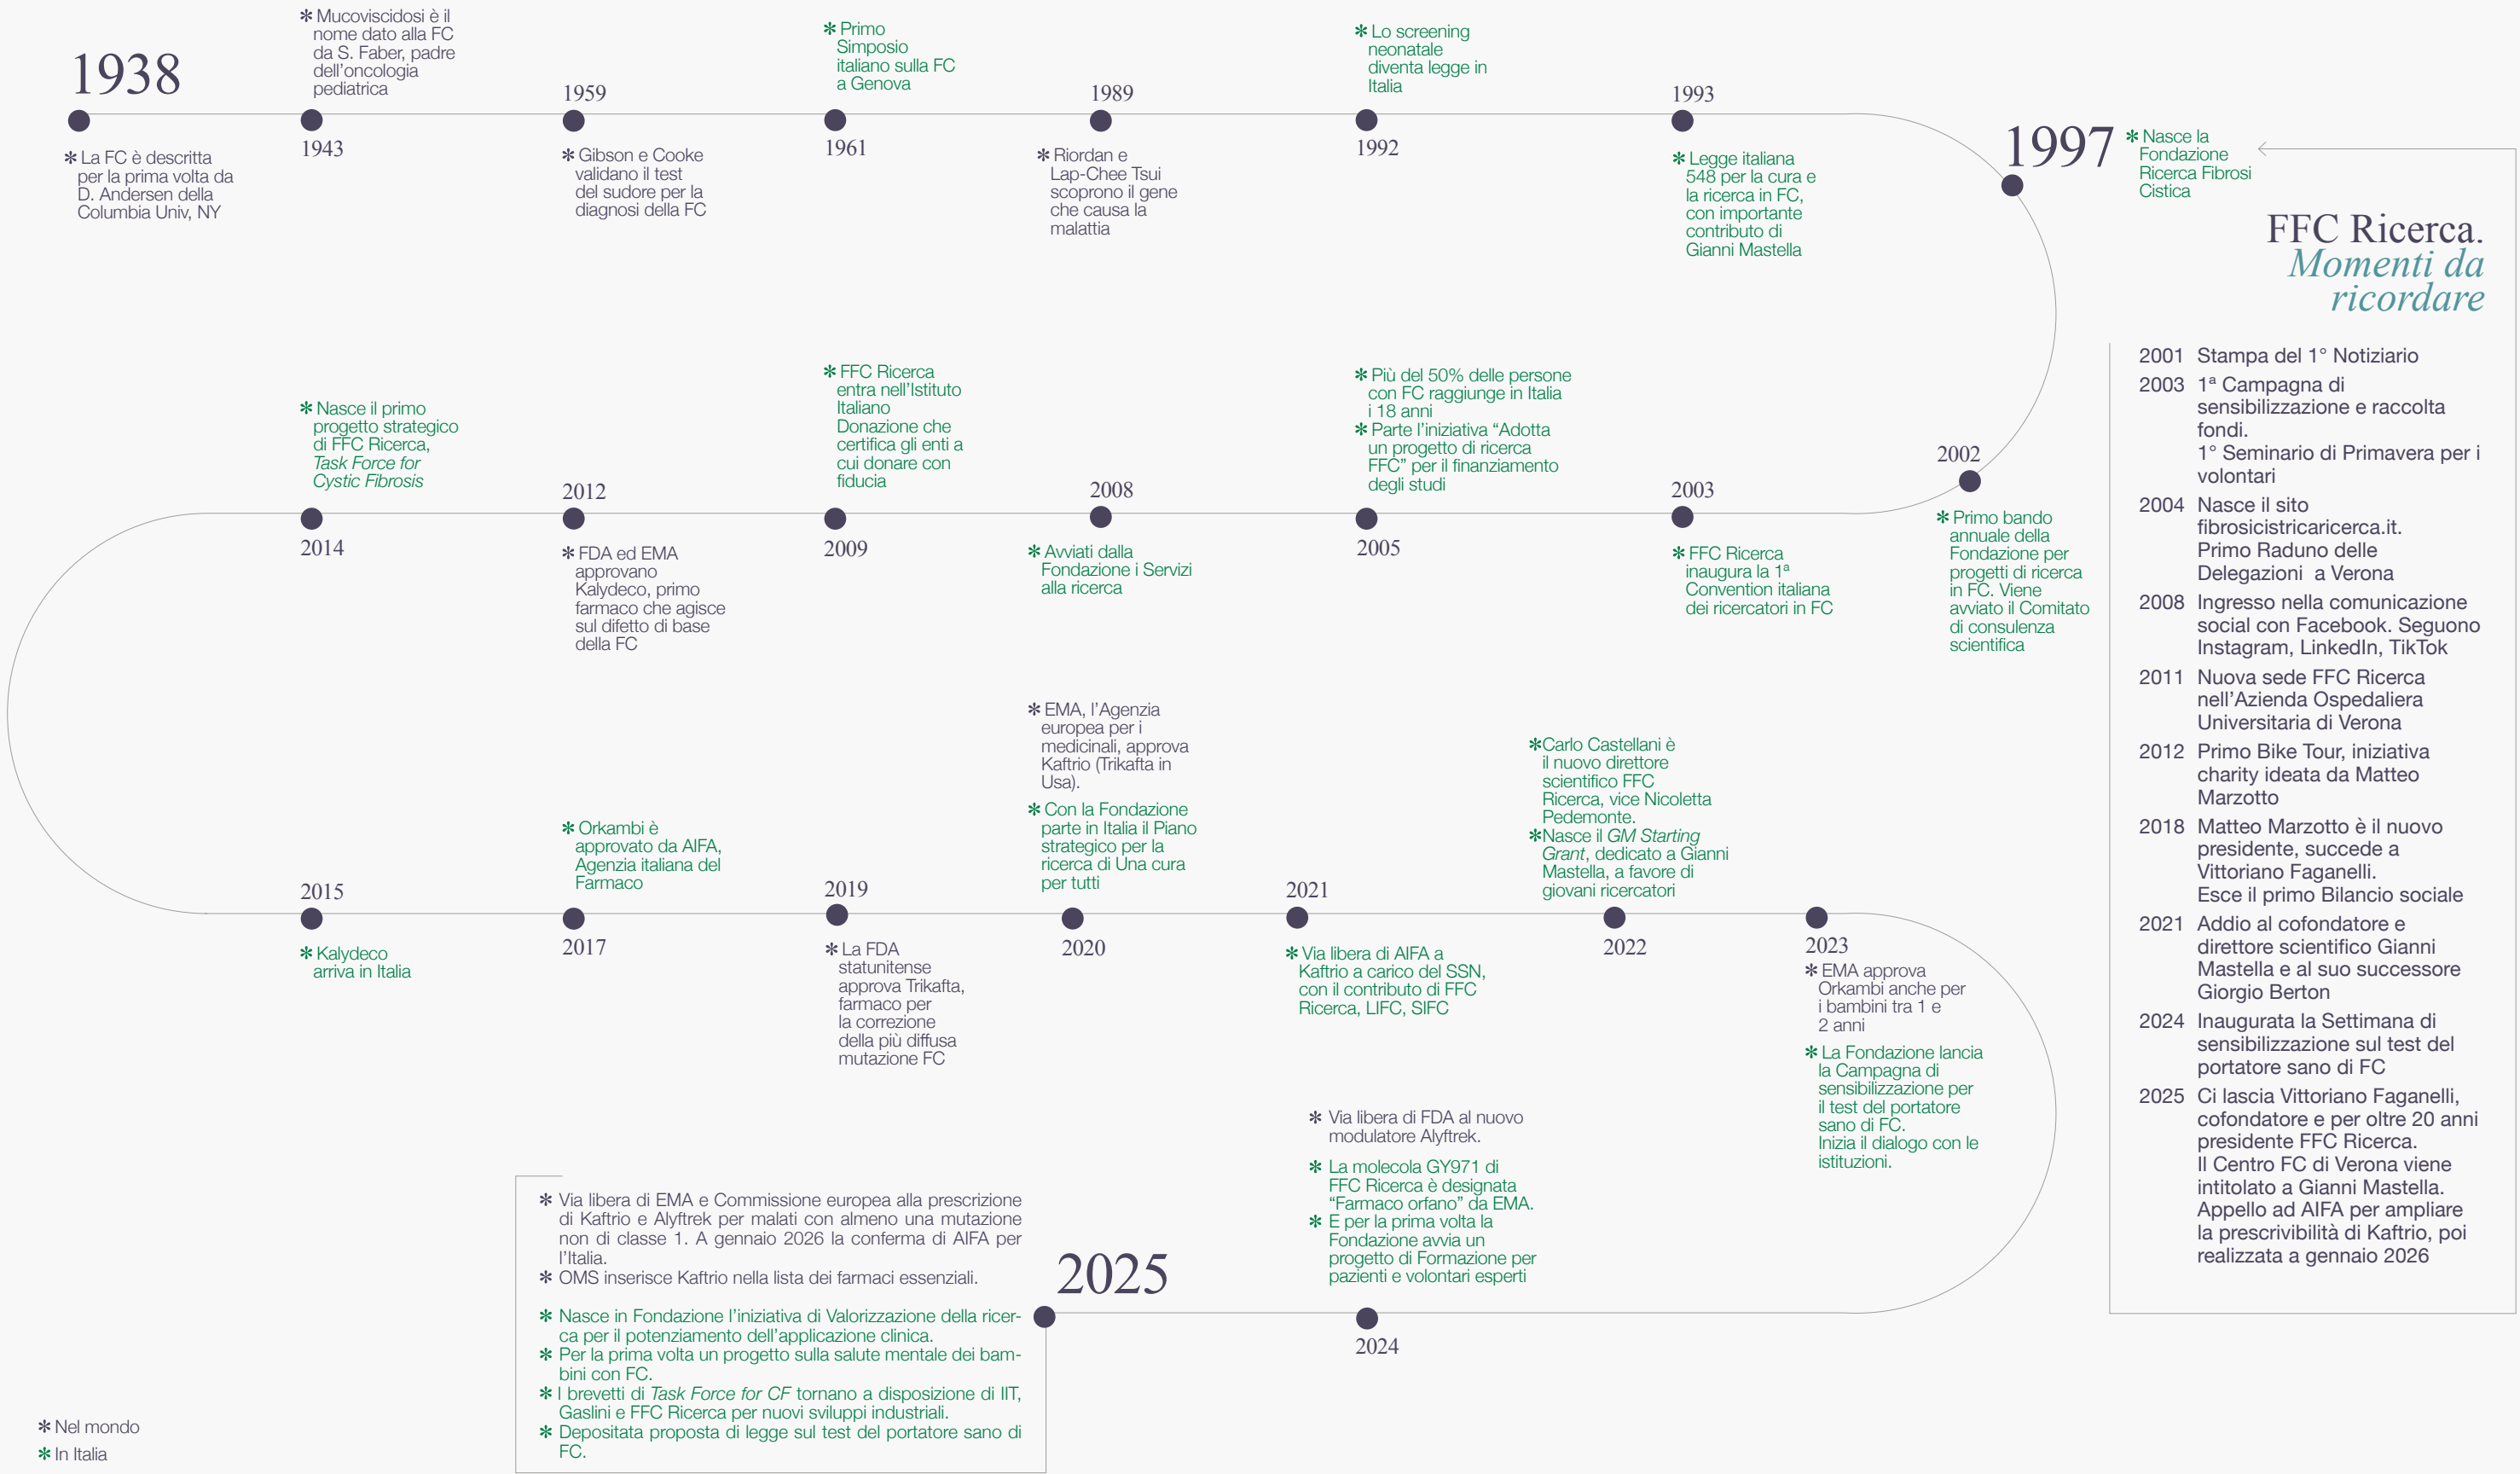 1938
✻ La FC è descritta
per la prima volta da
D. Andersen della
Columbia Univ, NY
✻ Mucoviscidosi è il
nome dato alla FC
da S. Faber, padre
dell’oncologia
pediatrica
1943
1959
✻ Gibson e Cooke
validano il test
del sudore per la
diagnosi della FC
✻ Primo
Simposio
italiano sulla FC
a Genova
1961
1989
✻ Riordan e
Lap-Chee Tsui
scoprono il gene
che causa la
malattia
✻ Lo screening
neonatale
diventa legge in
Italia
1992
1993
✻ Legge italiana
548 per la cura e
la ricerca in FC,
con importante
contributo di
Gianni Mastella
1997
✻ Nasce la
Fondazione
Ricerca Fibrosi
Cistica
2002
✻ Primo bando
annuale della
Fondazione per
progetti di ricerca
in FC. Viene
avviato il Comitato
di consulenza
scientifica
2003
✻ FFC Ricerca
inaugura la 1ª
Convention italiana
dei ricercatori in FC
✻ Più del 50% delle persone
con FC raggiunge in Italia
i 18 anni
✻ Parte l’iniziativa “Adotta
un progetto di ricerca
FFC” per il finanziamento
degli studi
2005
2008
✻ Avviati dalla
Fondazione i Servizi
alla ricerca
✻ FFC Ricerca
entra nell’Istituto
Italiano
Donazione che
certifica gli enti a
cui donare con
fiducia
2009
2012
✻ FDA ed EMA
approvano
Kalydeco, primo
farmaco che agisce
sul difetto di base
della FC
✻ Nasce il primo
progetto strategico
di FFC Ricerca,
Task Force for
Cystic Fibrosis
2014
2015
✻ Kalydeco
arriva in Italia
✻ Orkambi è
approvato da AIFA,
Agenzia italiana del
Farmaco
2017
2019
✻ La FDA
statunitense
approva Trikafta,
farmaco per
la correzione
della più diffusa
mutazione FC
✻ EMA, l’Agenzia
europea per i
medicinali, approva
Kaftrio (Trikafta in
Usa).
✻ Con la Fondazione
parte in Italia il Piano
strategico per la
ricerca di Una cura
per tutti
2020
2021
✻ Via libera di AIFA a
Kaftrio a carico del SSN,
con il contributo di FFC
Ricerca, LIFC, SIFC
✻Carlo Castellani è
il nuovo direttore
scientifico FFC
Ricerca, vice Nicoletta
Pedemonte.
✻Nasce il GM Starting
Grant, dedicato a Gianni
Mastella, a favore di
giovani ricercatori
2022
2023
✻ EMA approva
Orkambi anche per
i bambini tra 1 e
2 anni
✻ La Fondazione lancia
la Campagna di
sensibilizzazione per
il test del portatore
sano di FC.
Inizia il dialogo con le
istituzioni.
✻ Via libera di FDA al nuovo
modulatore Alyftrek.
✻ La molecola GY971 di
FFC Ricerca è designata
“Farmaco orfano” da EMA.
✻ E per la prima volta la
Fondazione avvia un
progetto di Formazione per
pazienti e volontari esperti
2024
2025
✻ Via libera di EMA e Commissione europea alla prescrizione
di Kaftrio e Alyftrek per malati con almeno una mutazione
non di classe 1. A gennaio 2026 la conferma di AIFA per
l’Italia.
✻ OMS inserisce Kaftrio nella lista dei farmaci essenziali.
✻ Nasce in Fondazione l’iniziativa di Valorizzazione della ricer-
ca per il potenziamento dell’applicazione clinica.
✻ Per la prima volta un progetto sulla salute mentale dei bam-
bini con FC.
✻ I brevetti di Task Force for CF tornano a disposizione di IIT,
Gaslini e FFC Ricerca per nuovi sviluppi industriali.
✻ Depositata proposta di legge sul test del portatore sano di
FC.
✻ Nel mondo
✻ In Italia
FFC Ricerca.
Momenti da
ricordare
2001 Stampa del 1° Notiziario
2003 1ª Campagna di
sensibilizzazione e raccolta
fondi.
1° Seminario di Primavera per i
volontari
2004 Nasce il sito
fibrosicistricaricerca.it.
Primo Raduno delle
Delegazioni a Verona
2008 Ingresso nella comunicazione
social con Facebook. Seguono
Instagram, LinkedIn, TikTok
2011 Nuova sede FFC Ricerca
nell’Azienda Ospedaliera
Universitaria di Verona
2012 Primo Bike Tour, iniziativa
charity ideata da Matteo
Marzotto
2018 Matteo Marzotto è il nuovo
presidente, succede a
Vittoriano Faganelli.
Esce il primo Bilancio sociale
2021 Addio al cofondatore e
direttore scientifico Gianni
Mastella e al suo successore
Giorgio Berton
2024 Inaugurata la Settimana di
sensibilizzazione sul test del
portatore sano di FC
2025 Ci lascia Vittoriano Faganelli,
cofondatore e per oltre 20 anni
presidente FFC Ricerca.
Il Centro FC di Verona viene
intitolato a Gianni Mastella.
Appello ad AIFA per ampliare
la prescrivibilità di Kaftrio, poi
realizzata a gennaio 2026